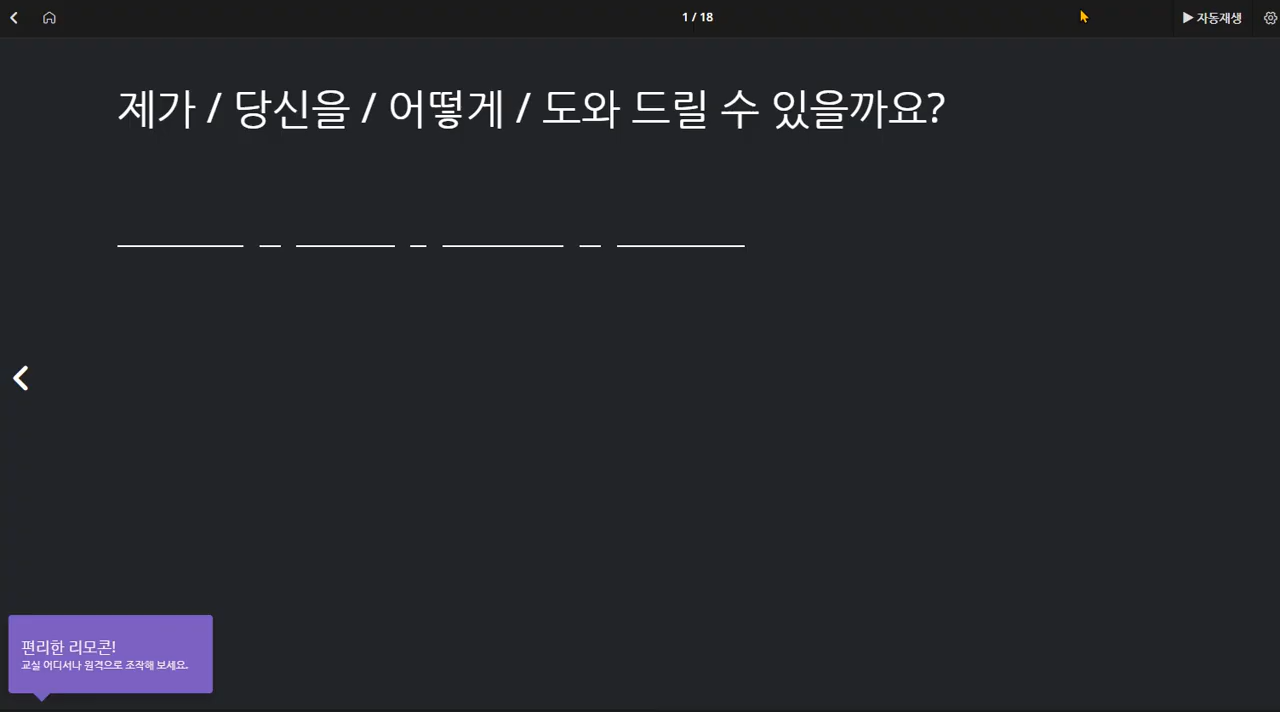 1 / 18
▶ 자동재생
제가 / 당신을 / 어떻게 / 도와 드릴 수 있을까요?
편리한 리모콘!
교실 어디서나 원격으로 조작해 보세요.